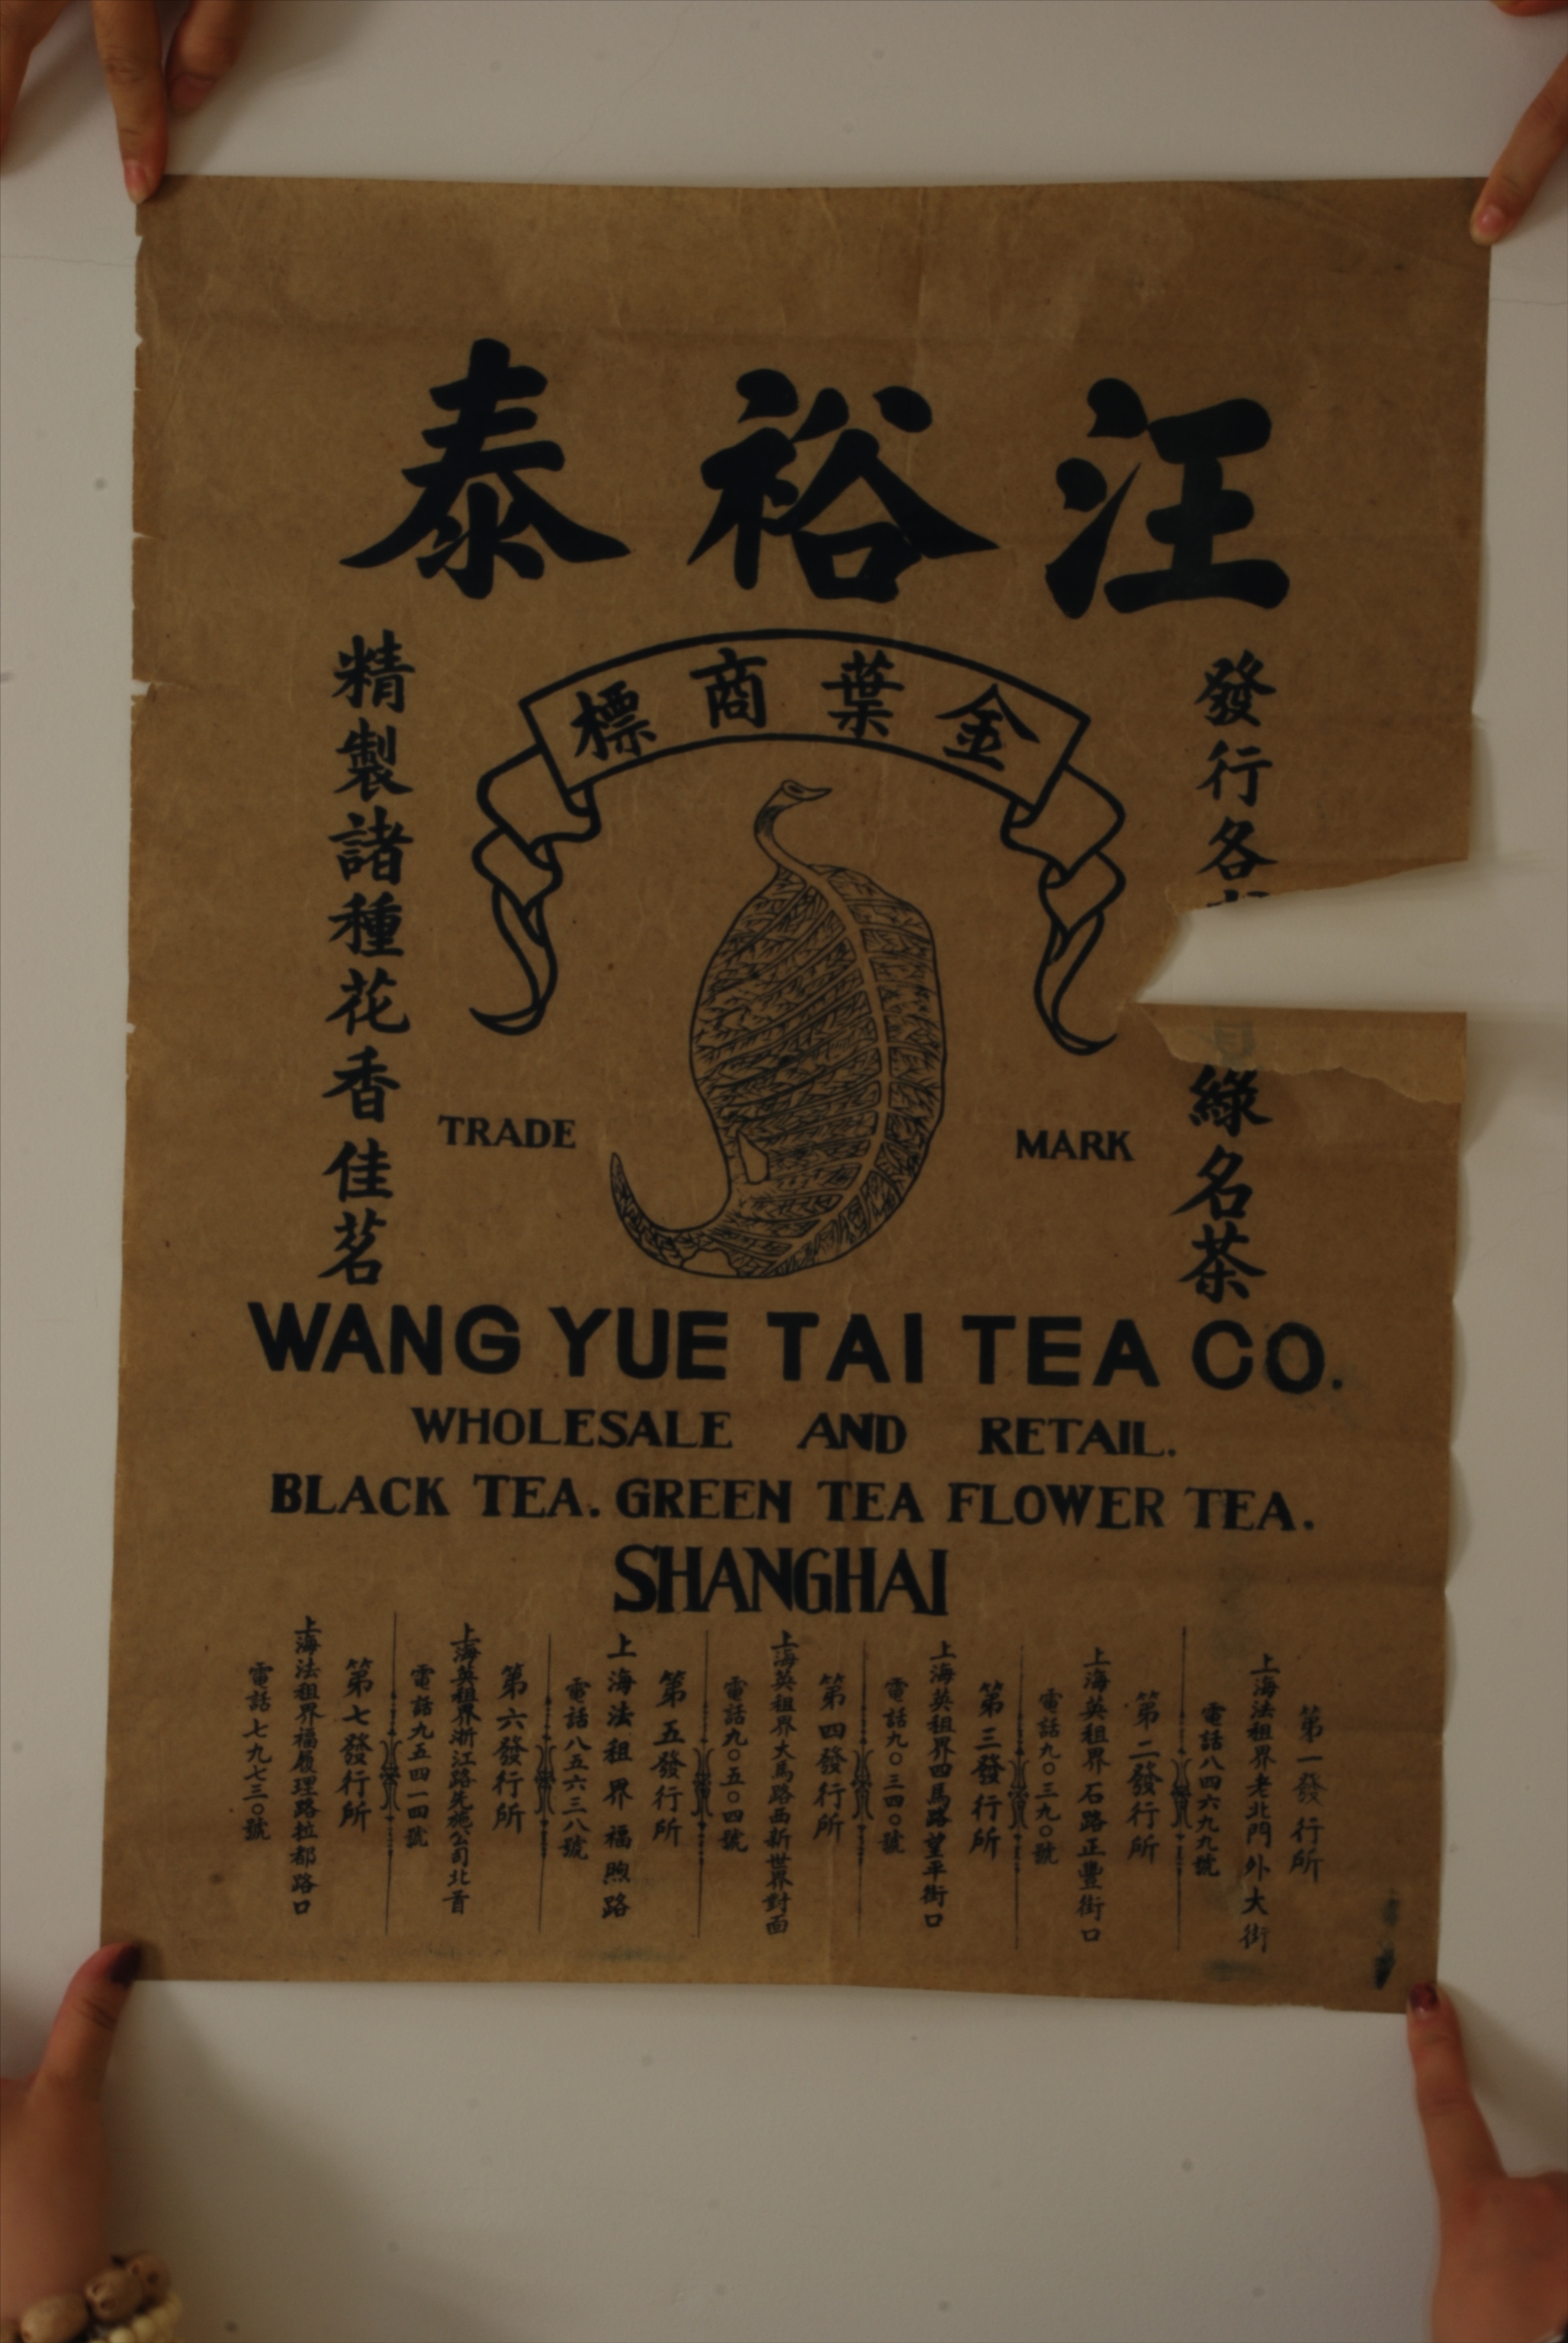 汪裕泰
金葉商標
發行各
綠名茶
精製諸種花香佳茗
TRADE MARK
WANG YUE TAI TEA CO.
WHOLESALE AND RETAIL.
BLACK TEA. GREEN TEA FLOWER TEA.
SHANGHAI
第一發行所
上海法租界老北門外大街
電話八四六九九號
第二發行所
上海英租界石路正豐街口
電話九〇三九〇號
第三發行所
上海英租界四馬路望平街口
電話九〇三四〇號
第四發行所
上海英租界大馬路西新世界對面
電話九〇五〇四號
第五發行所
上海法租界福煦路
電話八五六三八號
第六發行所
上海英租界浙江路先施公司北首
電話九五四一四號
第七發行所
上海法租界福履理路拉都路口
電話七九七三〇號